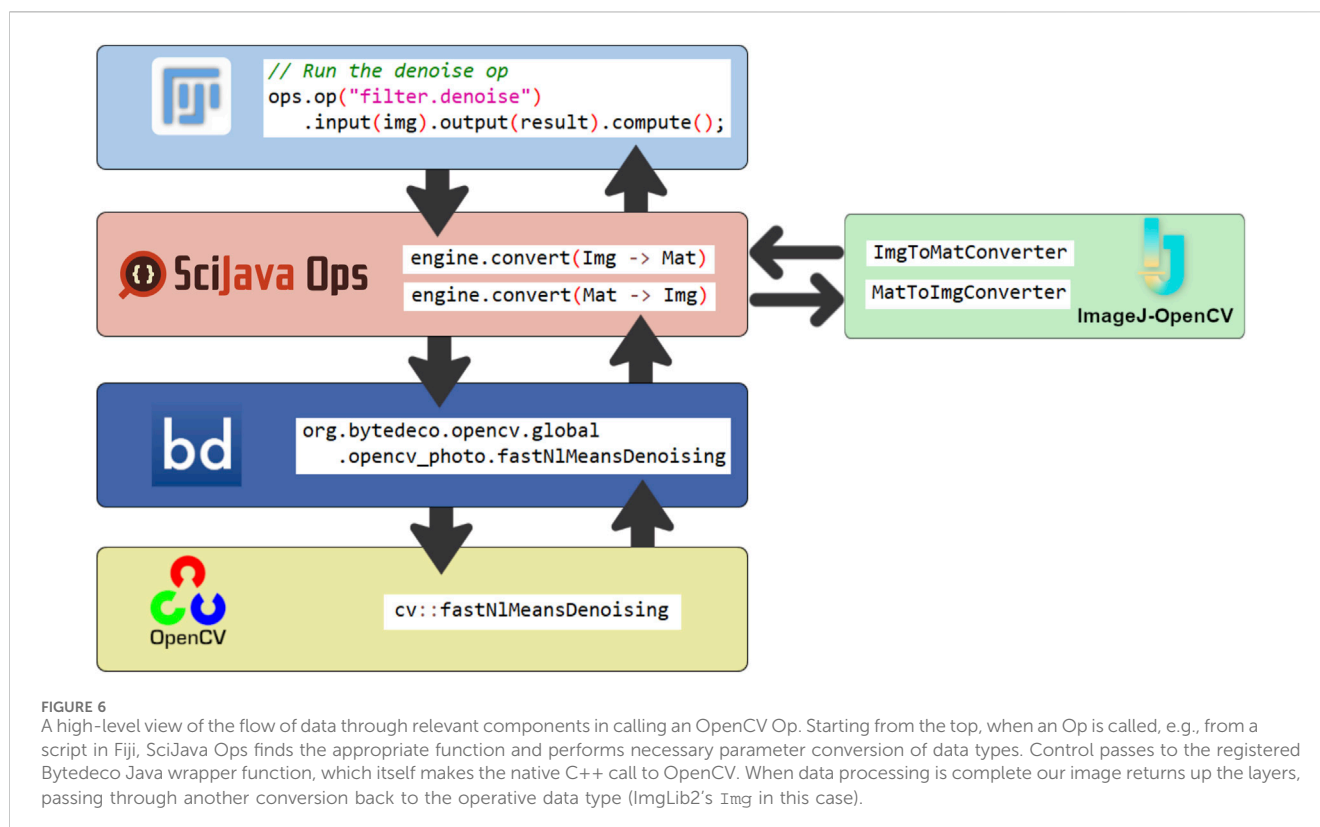 // Run the denoise op
ops.op("filter.denoise")
.input(img).output(result).compute();
{} SciJava Ops
engine.convert(Img -> Mat)
engine.convert(Mat -> Img)
ImgToMatConverter
MatToImgConverter
ImageJ-OpenCV
bd
org.bytedeco.opencv.global
.opencv_photo.fastNlMeansDenoising
OpenCV
cv::fastNlMeansDenoising
FIGURE 6
A high-level view of the flow of data through relevant components in calling an OpenCV Op. Starting from the top, when an Op is called, e.g., from a
script in Fiji, SciJava Ops finds the appropriate function and performs necessary parameter conversion of data types. Control passes to the registered
Bytedeco Java wrapper function, which itself makes the native C++ call to OpenCV. When data processing is complete our image returns up the layers,
passing through another conversion back to the operative data type (ImgLib2's Img in this case).